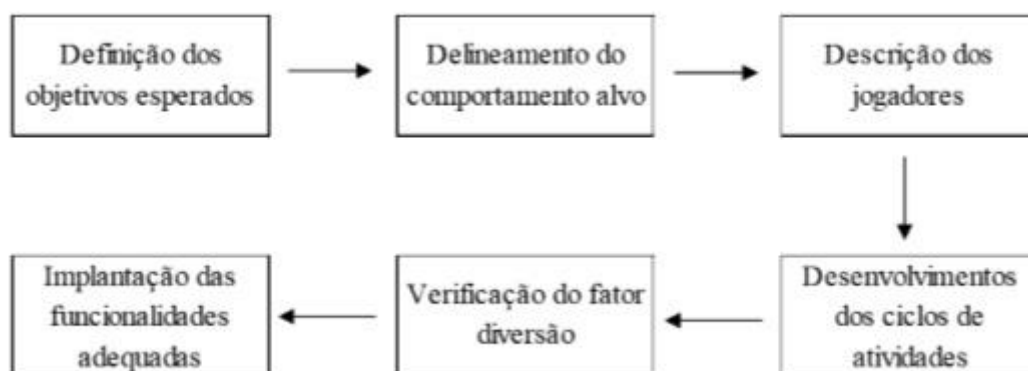 Definição dos
objetivos esperados
Delineamento do
comportamento alvo
Descrição dos
jogadores
Desenvolvimentos
dos ciclos de
atividades
Verificação do fator
diversão
Implantação das
funcionalidades
adequadas